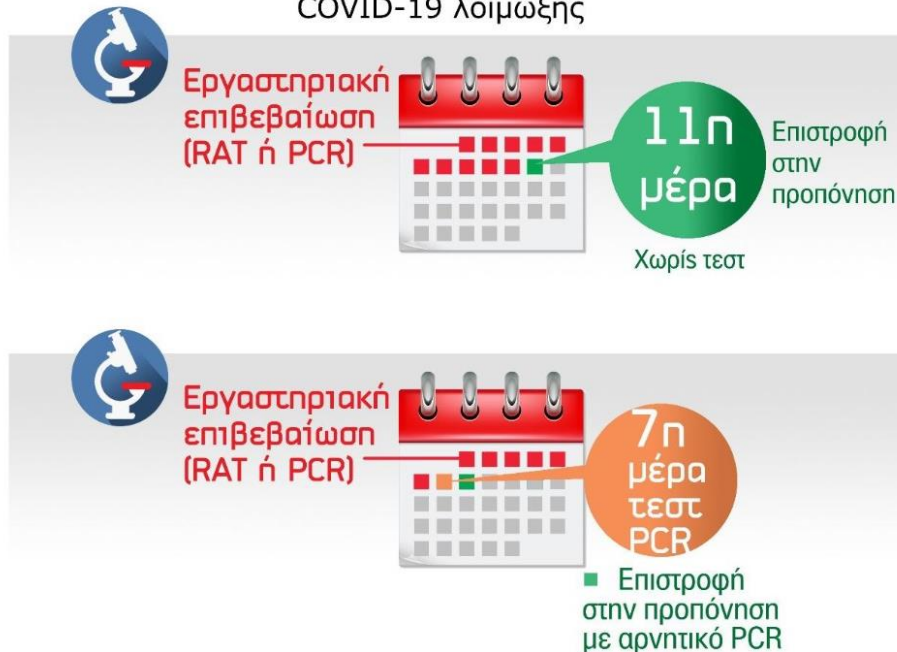 COVID-19 λοίμωξης
Εργαστηριακή
επιβεβαίωση
(RAT ή PCR)
11η
μέρα
Επιστροφή
στην
προπόνηση
Χωρίς τεστ
Εργαστηριακή
επιβεβαίωση
(RAT ή PCR)
7η
μέρα
τεστ
PCR
Επιστροφή
στην προπόνηση
με αρνητικό PCR